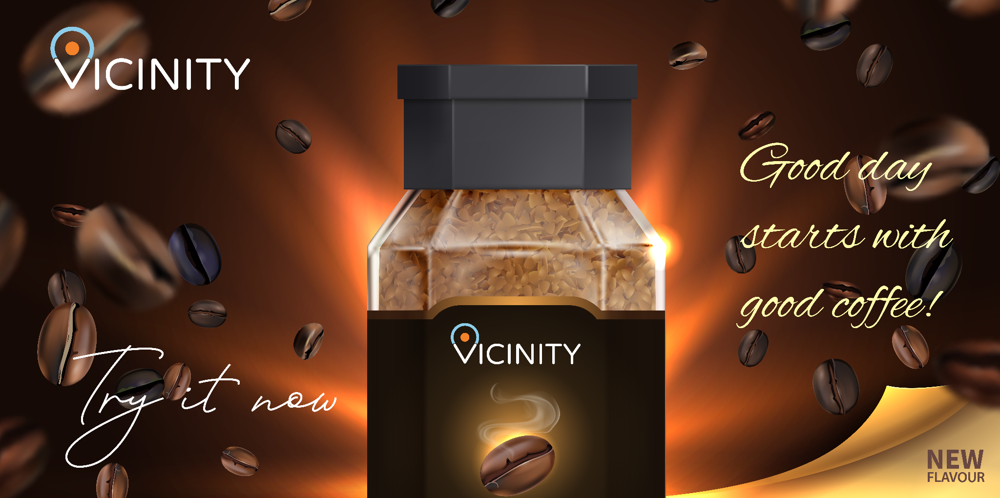 VICINITY
Good day
starts with
good coffee!
VICINITY
Try it now
NEW
FLAVOUR